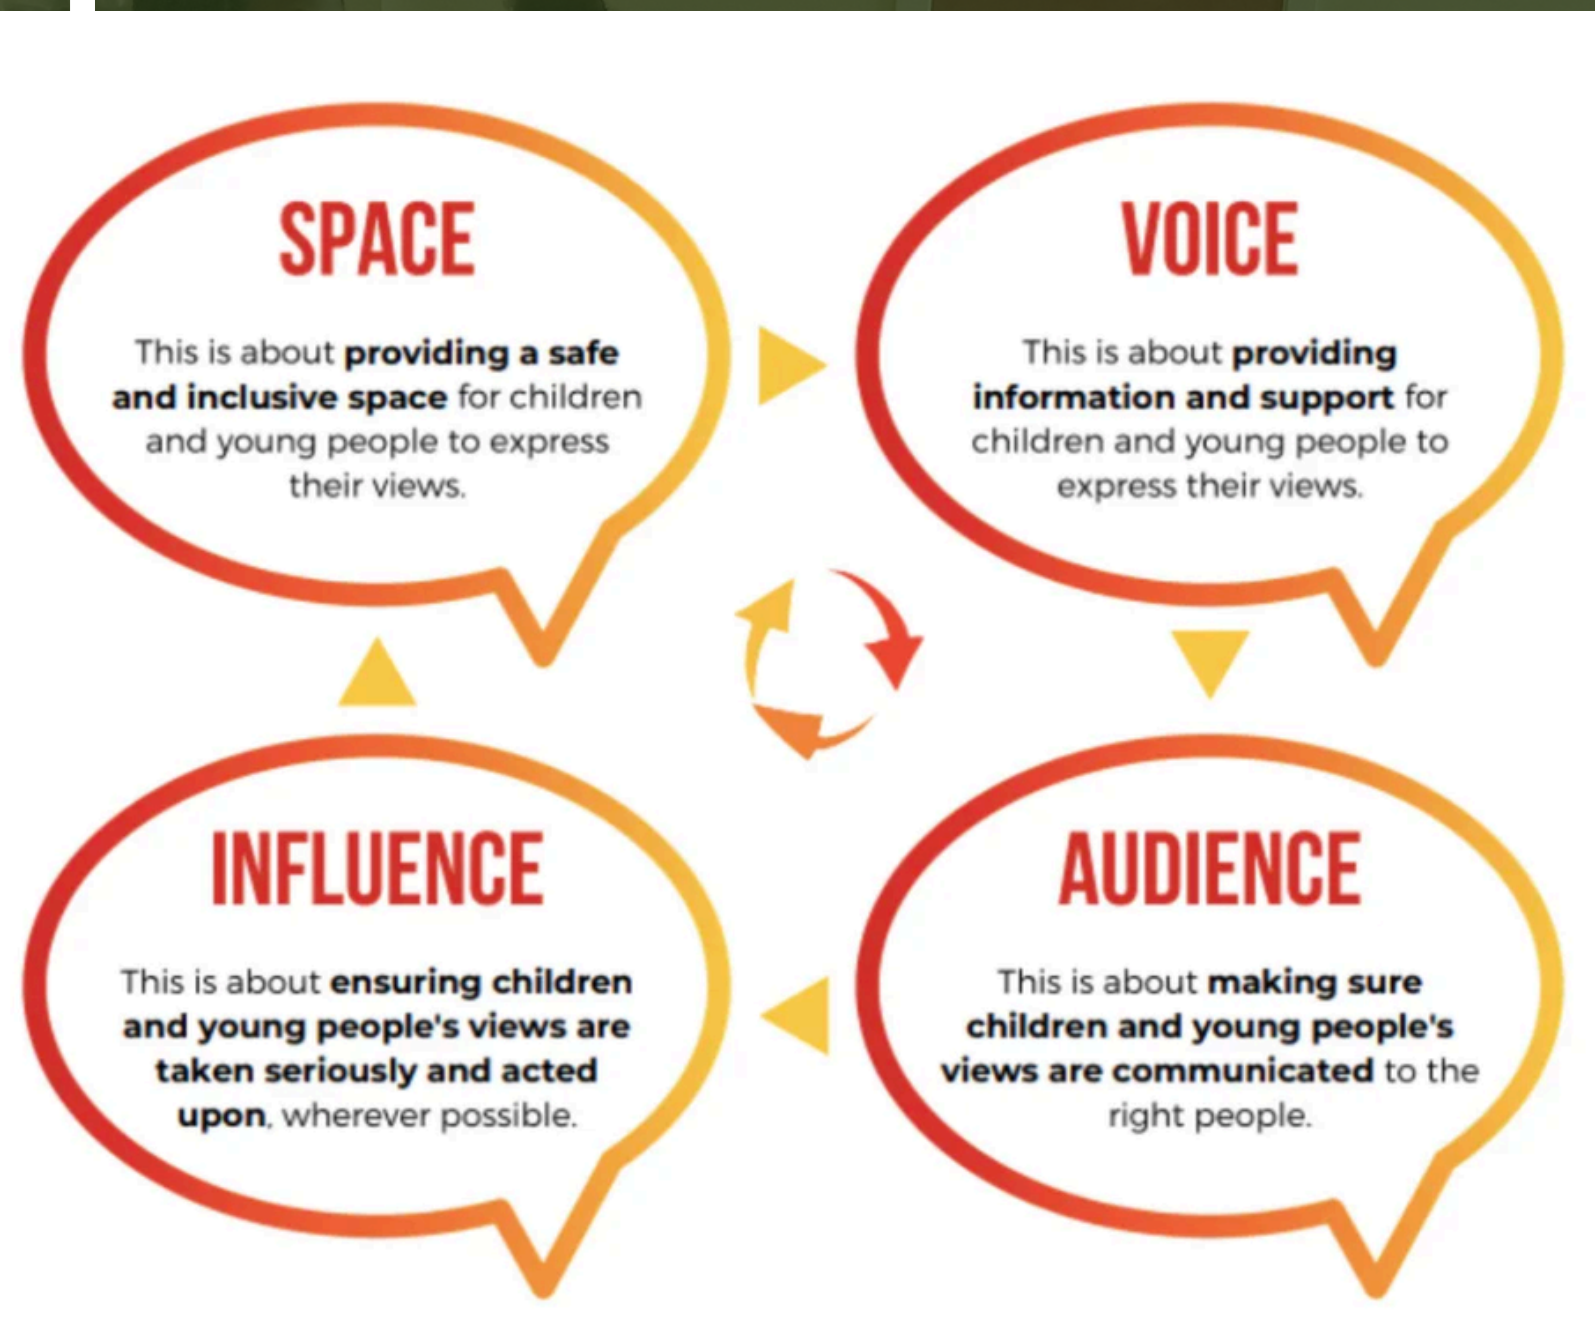 SPACE
This is about providing a safe
and inclusive space for children
and young people to express
their views.
VOICE
This is about providing
information and support for
children and young people to
express their views.
INFLUENCE
This is about ensuring children
and young people's views are
taken seriously and acted
upon, wherever possible.
AUDIENCE
This is about making sure
children and young people's
views are communicated to the
right people.